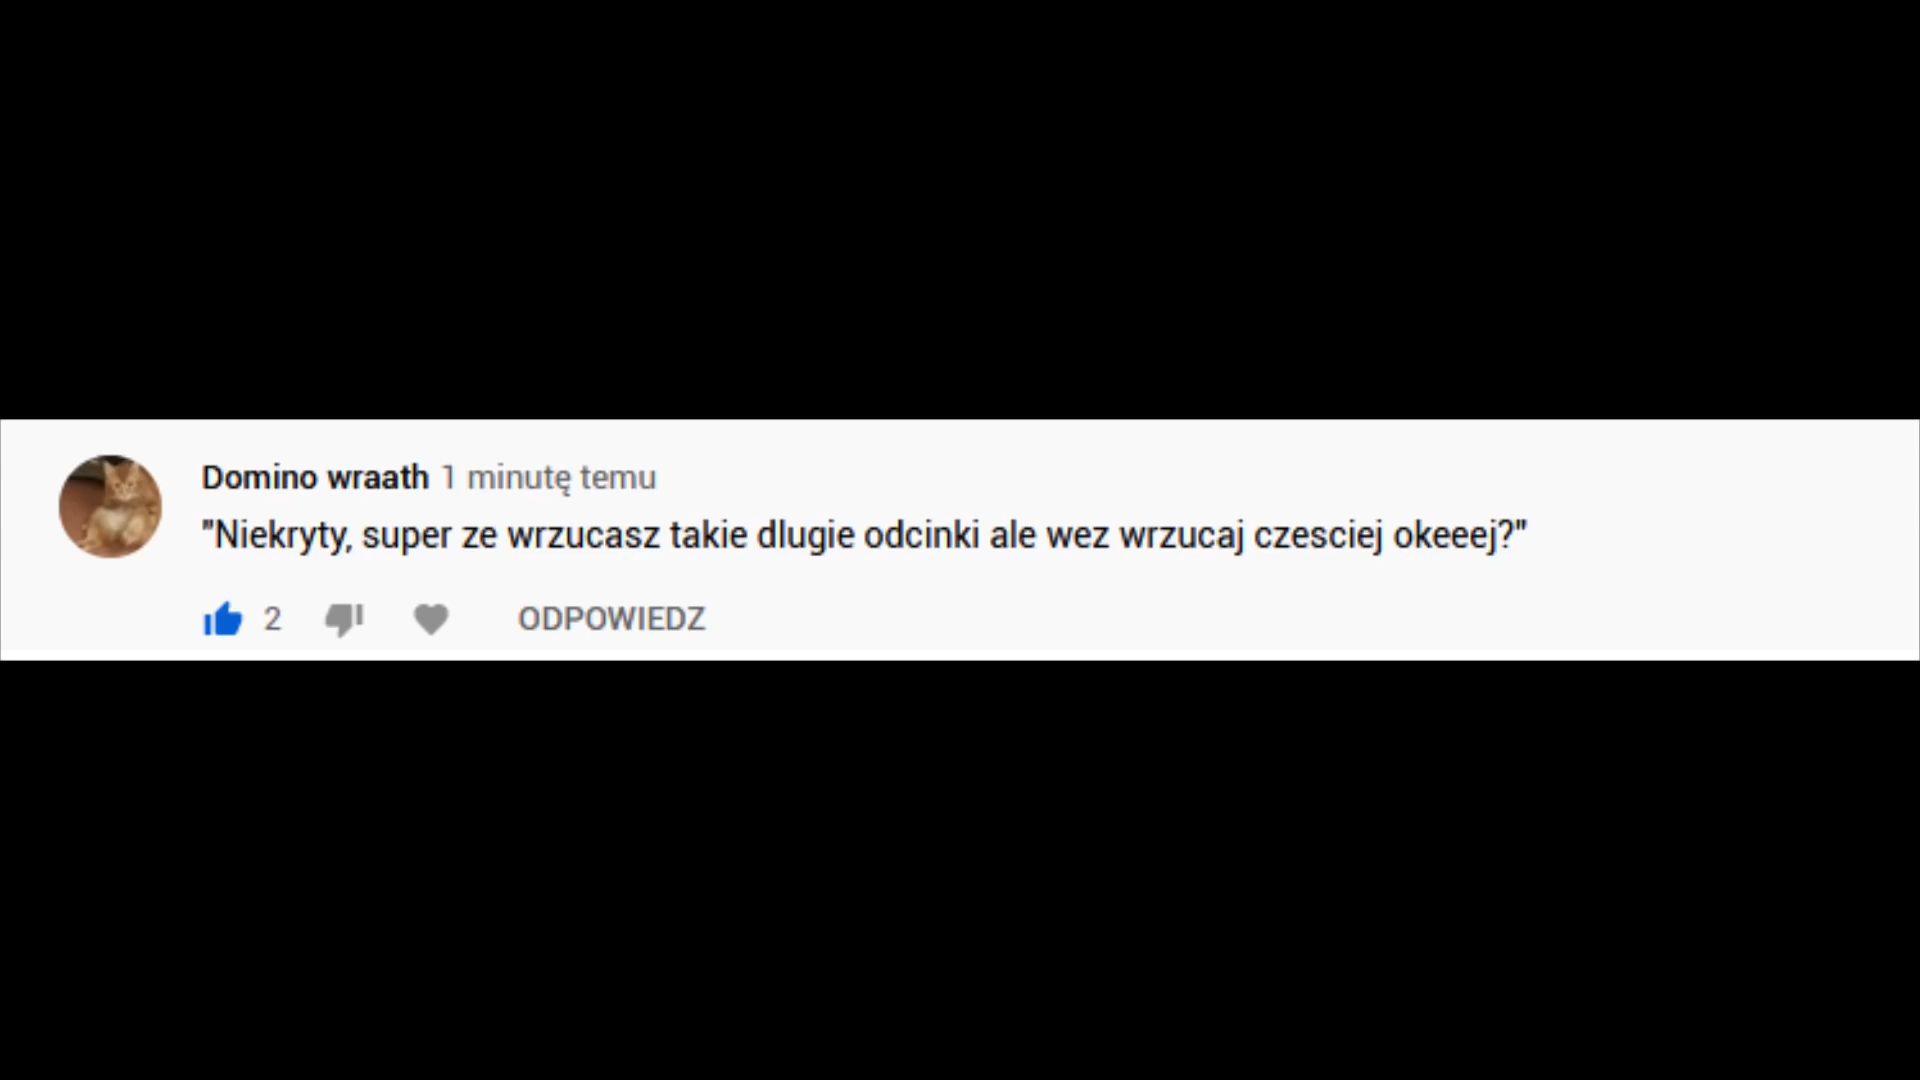 Domino wraath 1 minutę temu
"Niekryty, super ze wrzucasz takie dlugie odcinki ale wez wrzucaj czesciej okeeej?"
2 ODPOWIEDZ